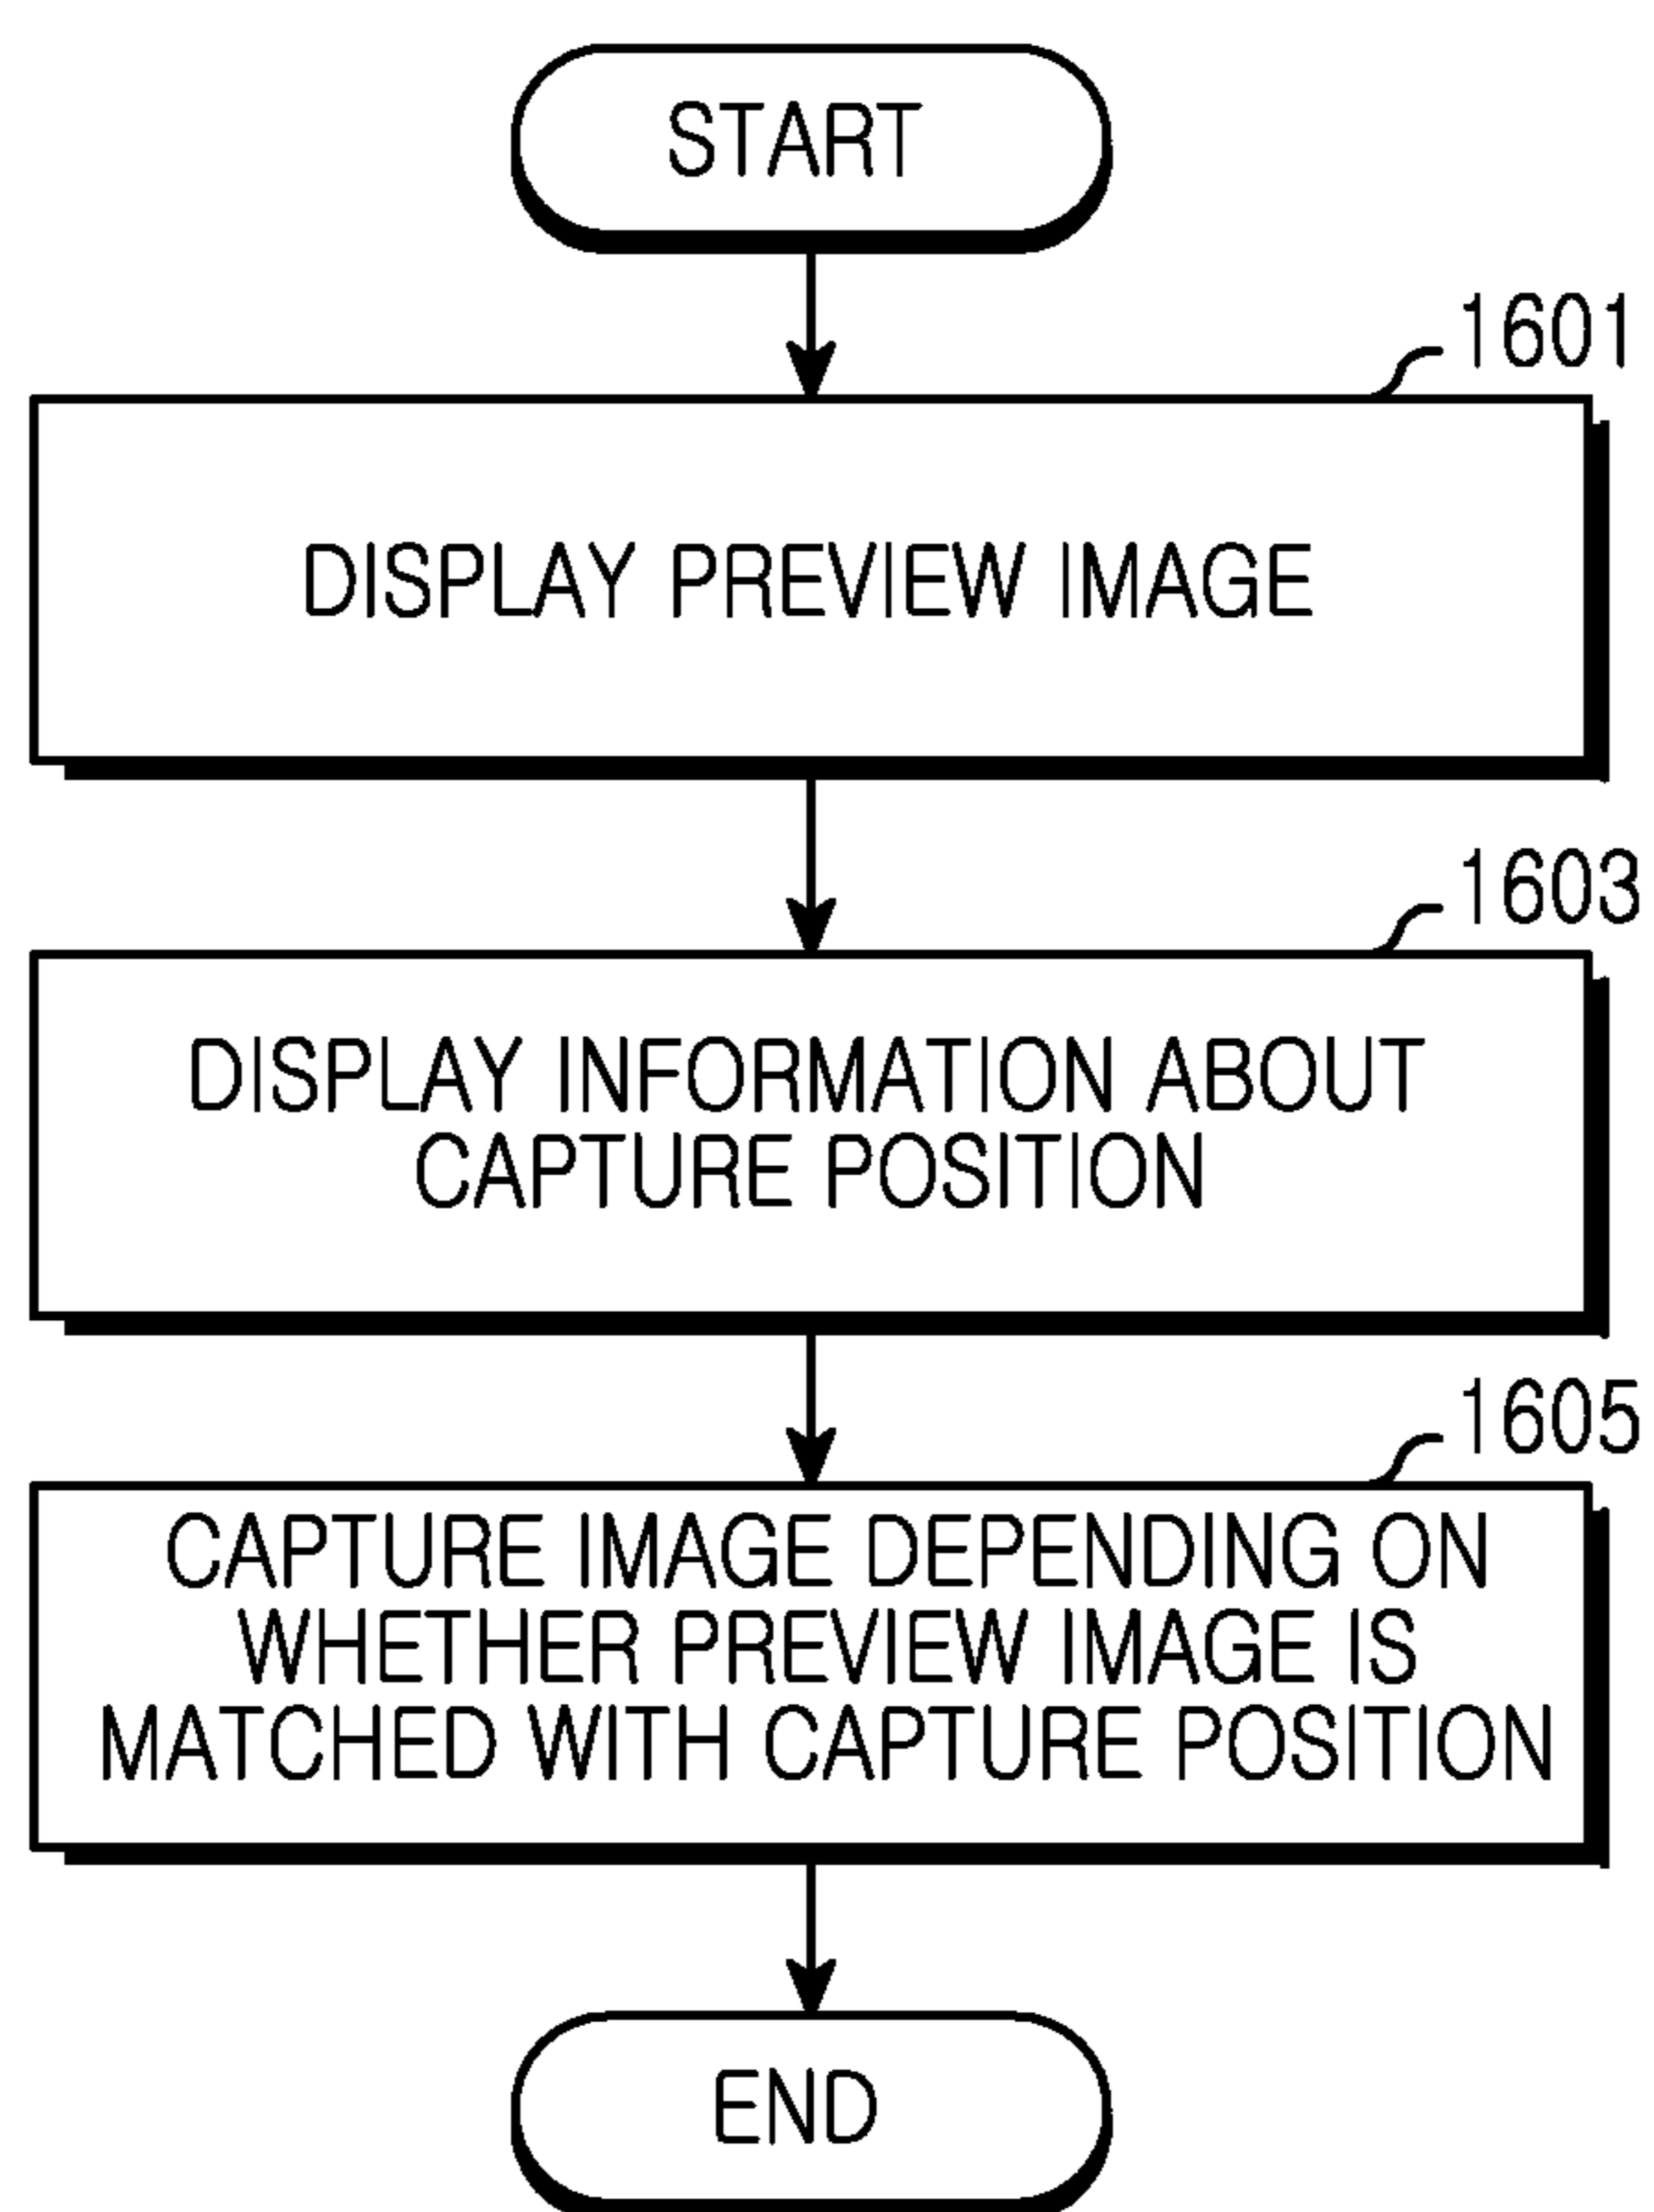 START
1601
DISPLAY PREVIEW IMAGE
1603
DISPLAY INFORMATION ABOUT
CAPTURE POSITION
1605
CAPTURE IMAGE DEPENDING ON
WHETHER PREVIEW IMAGE IS
MATCHED WITH CAPTURE POSITION
END